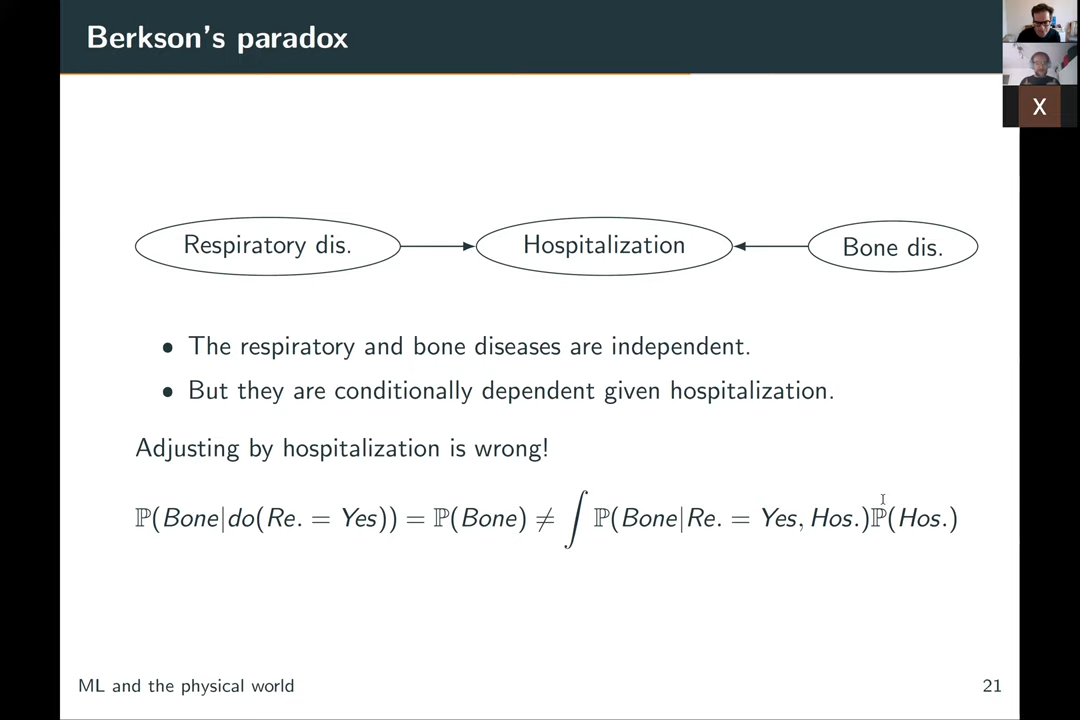 Berkson's paradox
X
Respiratory dis. Hospitalization Bone dis.
• The respiratory and bone diseases are independent.
• But they are conditionally dependent given hospitalization.
Adjusting by hospitalization is wrong!
ℙ(Bone|do(Re. = Yes)) = ℙ(Bone) ≠ ∫ ℙ(Bone|Re. = Yes, Hos.)ℙ(Hos.)
ML and the physical world 21